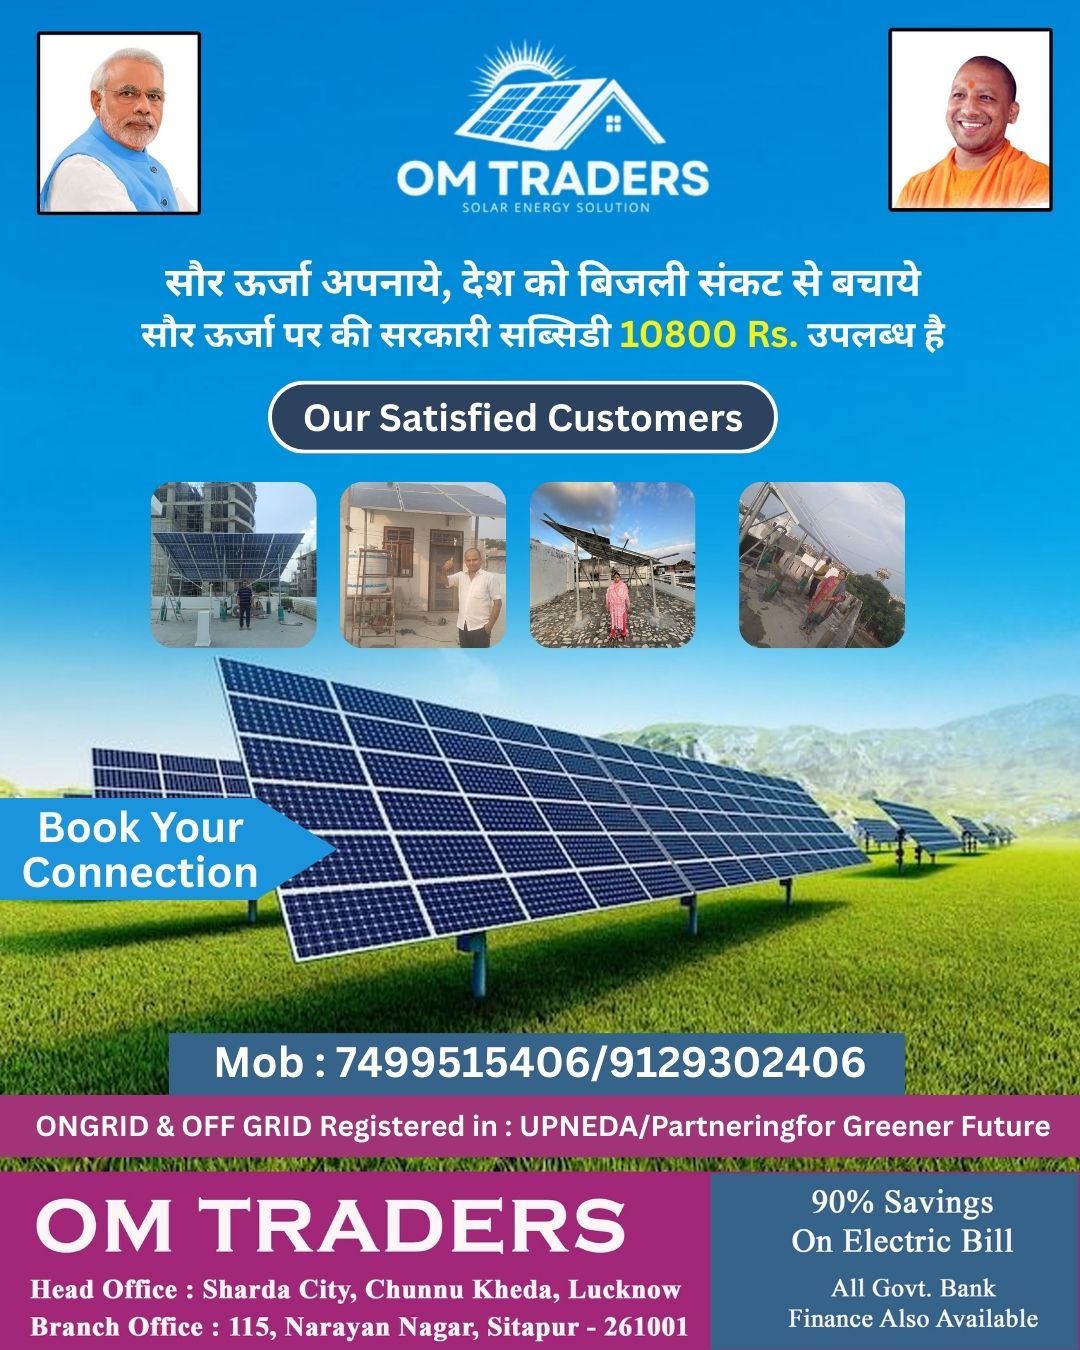 OM TRADERS
SOLAR ENERGY SOLUTION
सौर ऊर्जा अपनाये, देश को बिजली संकट से बचाये
सौर ऊर्जा पर की सरकारी सब्सिडी 10800 Rs. उपलब्ध है
Our Satisfied Customers
Book Your
Connection
Mob : 7499515406/9129302406
ONGRID & OFF GRID Registered in : UPNEDA/Partneringfor Greener Future
OM TRADERS
Head Office : Sharda City, Chunnu Kheda, Lucknow
Branch Office : 115, Narayan Nagar, Sitapur - 261001
90% Savings
On Electric Bill
All Govt. Bank
Finance Also Available